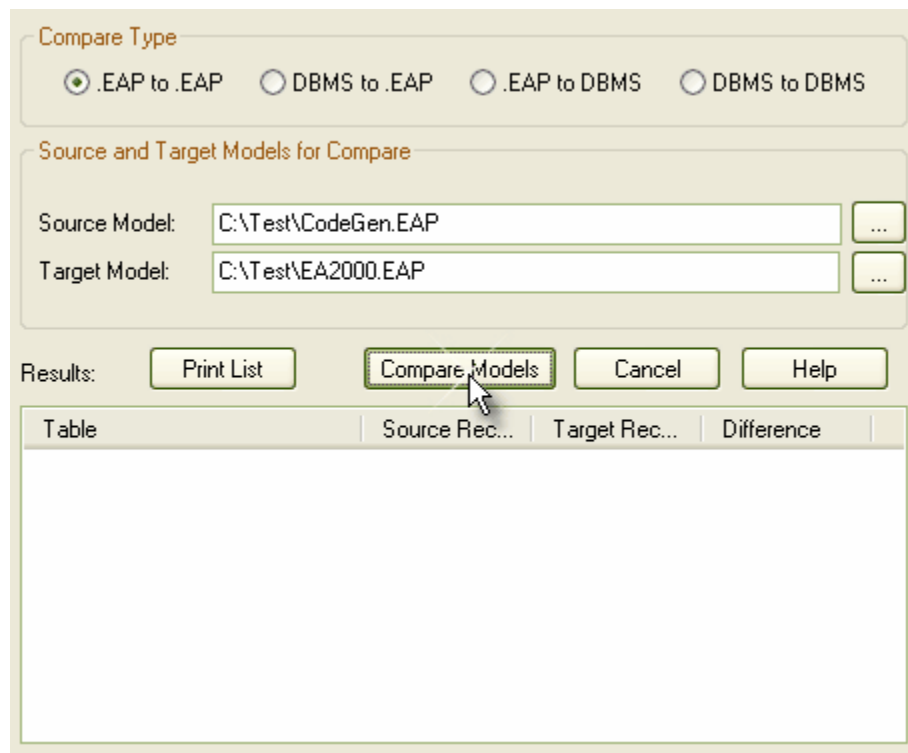 Compare Type
.EAP to .EAP DBMS to .EAP .EAP to DBMS DBMS to DBMS
Source and Target Models for Compare
Source Model: C:\Test\CodeGen.EAP ...
Target Model: C:\Test\EA2000.EAP ...
Results: Print List Compare Models Cancel Help
Table Source Rec... Target Rec... Difference